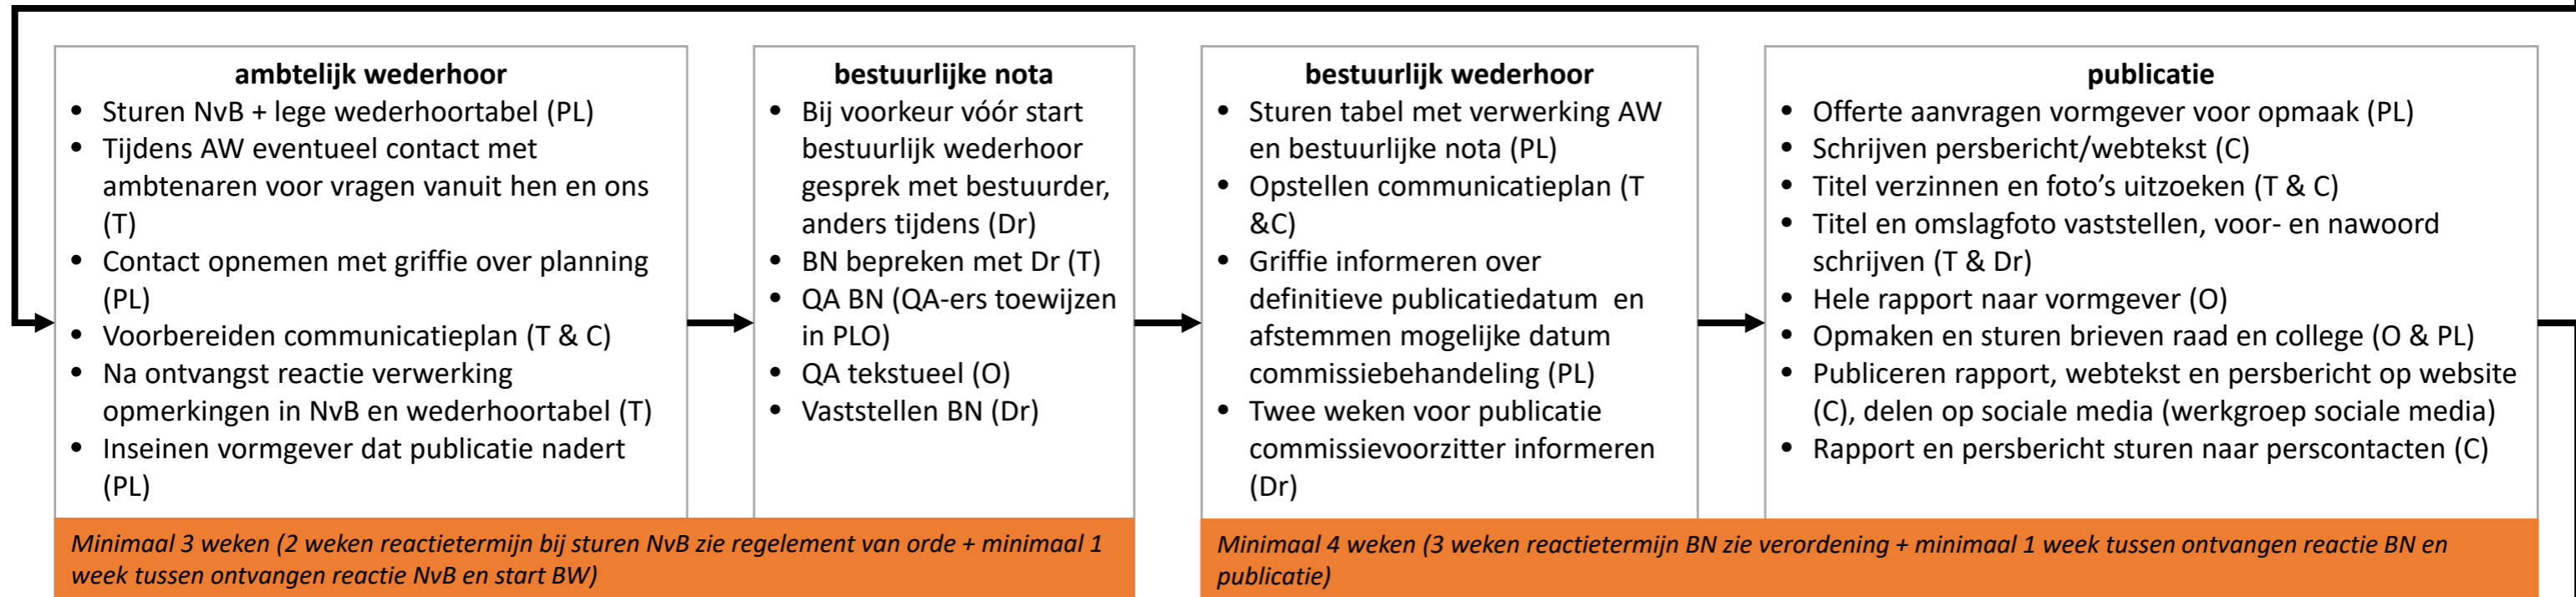 ambtelijk wederhoor
• Sturen NvB + lege wederhoortabel (PL)
• Tijdens AW eventueel contact met
ambtenaren voor vragen vanuit hen en ons
(T)
• Contact opnemen met griffie over planning
(PL)
• Voorbereiden communicatieplan (T & C)
• Na ontvangst reactie verwerking
opmerkingen in NvB en wederhoortabel (T)
• Inseinen vormgever dat publicatie nadert
(PL)
bestuurlijke nota
• Bij voorkeur vóór start
bestuurlijk wederhoor
gesprek met bestuurder,
anders tijdens (Dr)
• BN bepreken met Dr (T)
• QA BN (QA-ers toewijzen
in PLO)
• QA tekstueel (O)
• Vaststellen BN (Dr)
Minimaal 3 weken (2 weken reactietermijn bij sturen NvB zie regelement van orde + minimaal 1
week tussen ontvangen reactie NvB en start BW)
bestuurlijk wederhoor
• Sturen tabel met verwerking AW
en bestuurlijke nota (PL)
• Opstellen communicatieplan (T
&C)
• Griffie informeren over
definitieve publicatiedatum en
afstemmen mogelijke datum
commissiebehandeling (PL)
• Twee weken voor publicatie
commissievoorzitter informeren
(Dr)
publicatie
• Offerte aanvragen vormgever voor opmaak (PL)
• Schrijven persbericht/webtekst (C)
• Titel verzinnen en foto's uitzoeken (T & C)
• Titel en omslagfoto vaststellen, voor- en nawoord
schrijven (T & Dr)
• Hele rapport naar vormgever (O)
• Opmaken en sturen brieven raad en college (O & PL)
• Publiceren rapport, webtekst en persbericht op website
(C), delen op sociale media (werkgroep sociale media)
• Rapport en persbericht sturen naar perscontacten (C)
Minimaal 4 weken (3 weken reactietermijn BN zie verordening + minimaal 1 week tussen ontvangen reactie BN en
publicatie)